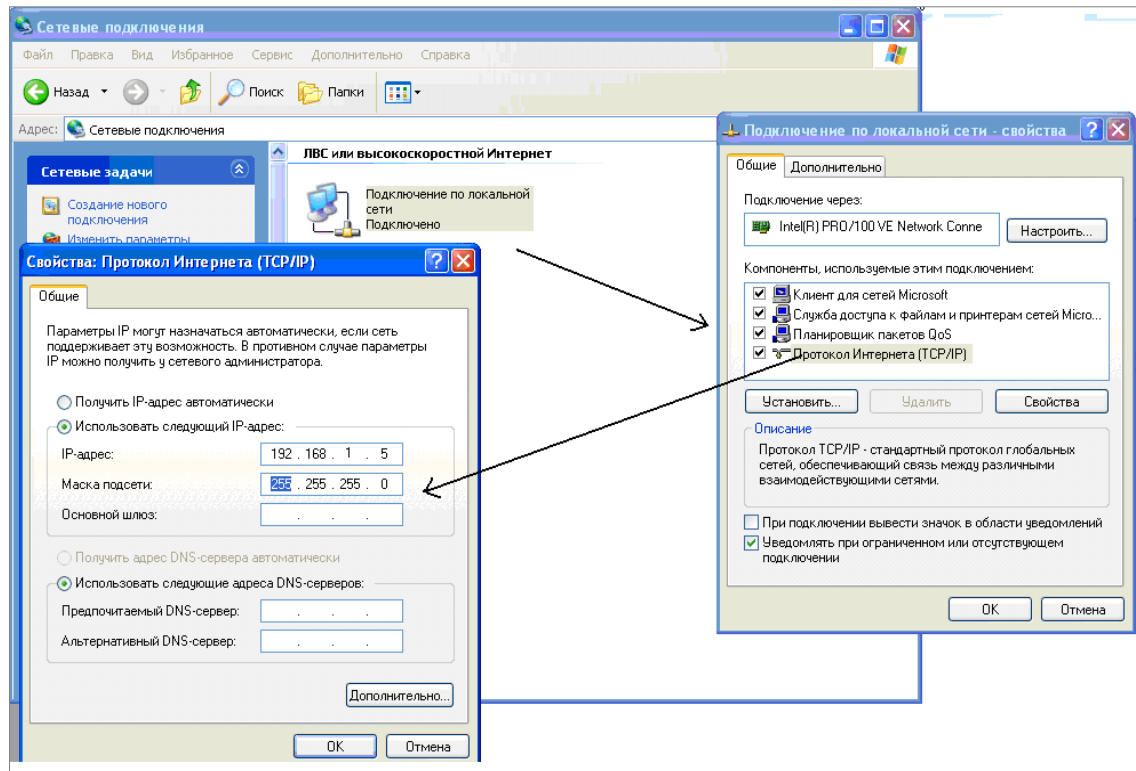 Сетевые подключения
Файл Правка Вид Избранное Сервис Дополнительно Справка
Назад Поиск Папки
Адрес: Сетевые подключения
Сетевые задачи
Создание нового
подключения
Изменить параметры
ЛВС или высокоскоростной Интернет
Подключение по локальной
сети
Подключено
Подключение по локальной сети - свойства
Общие Дополнительно
Подключение через:
Intel(R) PRO/100 VE Network Conne
Настроить...
Компоненты, используемые этим подключением:
Клиент для сетей Microsoft
Служба доступа к файлам и принтерам сетей Micro...
Планировщик пакетов QoS
Протокол Интернета (TCP/IP)
Установить... Удалить Свойства
Описание
Протокол TCP/IP - стандартный протокол глобальных
сетей, обеспечивающий связь между различными
взаимодействующими сетями.
При подключении вывести значок в области уведомлений
Уведомлять при ограниченном или отсутствующем
подключении
OK Отмена
Свойства: Протокол Интернета (TCP/IP)
Общие
Параметры IP могут назначаться автоматически, если сеть
поддерживает эту возможность. В противном случае параметры
IP можно получить у сетевого администратора.
Получить IP-адрес автоматически
Использовать следующий IP-адрес:
IP-адрес: 192 . 168 . 1 . 5
Маска подсети: 255 . 255 . 255 . 0
Основной шлюз: . . .
Получить адрес DNS-сервера автоматически
Использовать следующие адреса DNS-серверов:
Предпочитаемый DNS-сервер: . . .
Альтернативный DNS-сервер: . . .
Дополнительно...
OK Отмена